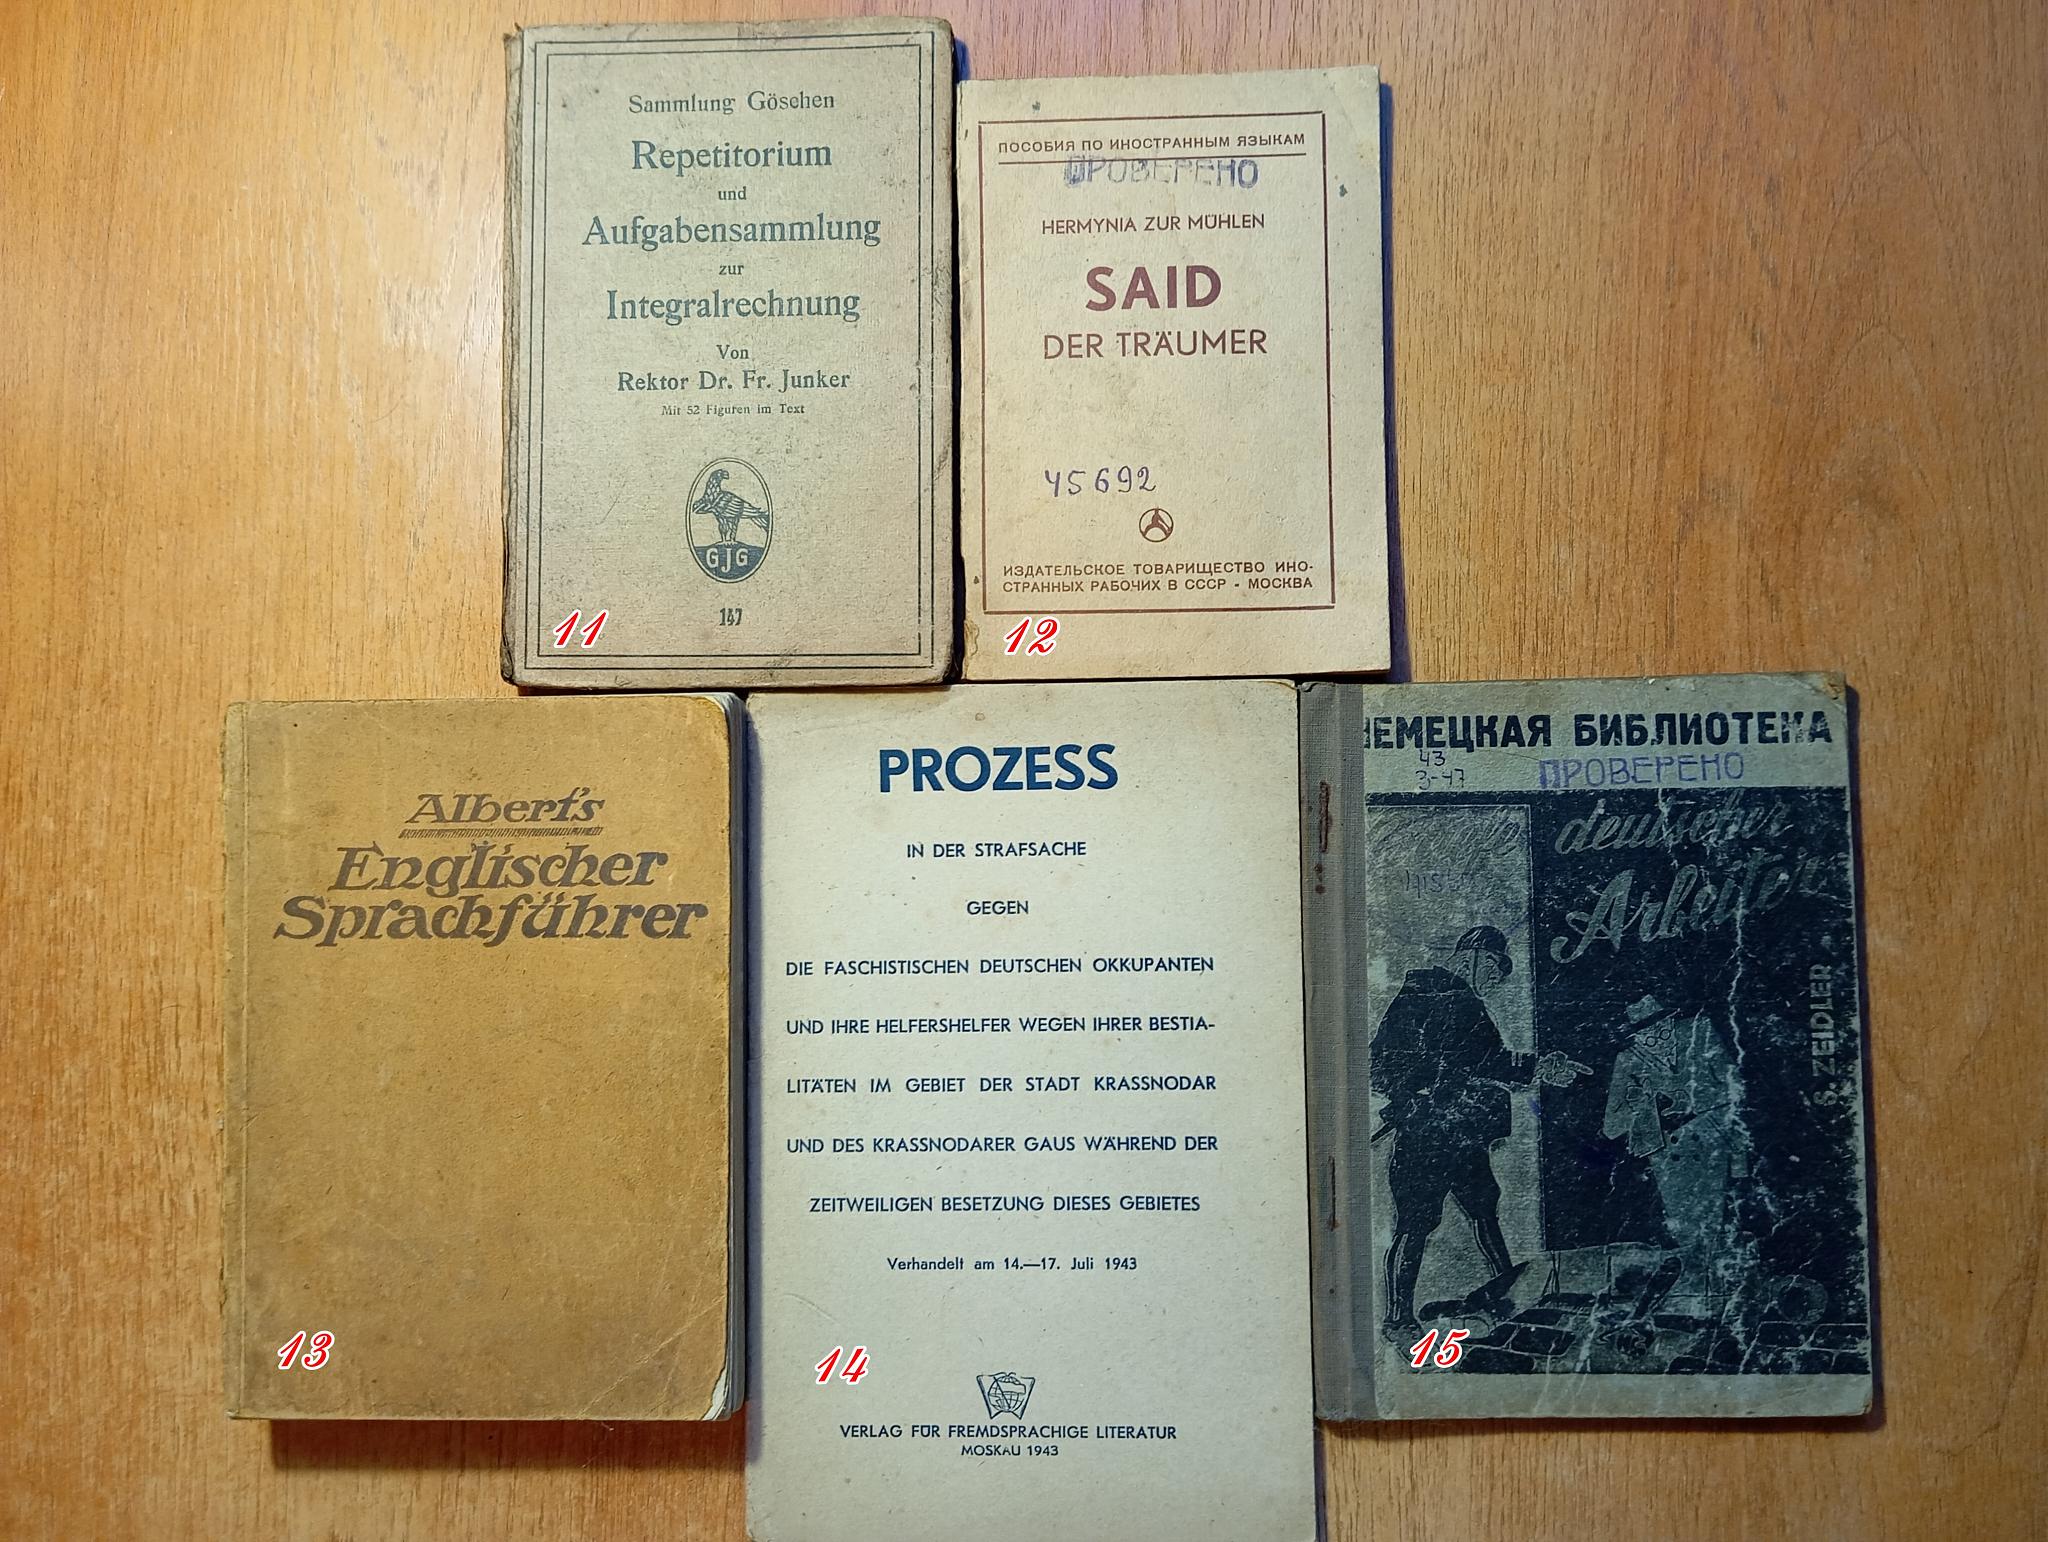 Sammlung Göschen
Repetitorium
und
Aufgabensammlung
zur
Integralrechnung
Von
Rektor Dr. Fr. Junker
Mit 52 Figuren im Text
GJG
147
11
ПОСОБИЯ ПО ИНОСТРАННЫМ ЯЗЫКАМ
ПРОВЕРЕНО
HERMYNIA ZUR MÜHLEN
SAID
DER TRÄUMER
45692
ИЗДАТЕЛЬСКОЕ ТОВАРИЩЕСТВО ИНО-
СТРАННЫХ РАБОЧИХ В СССР - МОСКВА
12
Albert's
Englischer
Sprachführer
13
PROZESS
IN DER STRAFSACHE
GEGEN
DIE FASCHISTISCHEN DEUTSCHEN OKKUPANTEN
UND IHRE HELFERSHELFER WEGEN IHRER BESTIA-
LITÄTEN IM GEBIET DER STADT KRASSNODAR
UND DES KRASSNODARER GAUS WÄHREND DER
ZEITWEILIGEN BESETZUNG DIESES GEBIETES
Verhandelt am 14.—17. Juli 1943
VERLAG FÜR FREMDSPRACHIGE LITERATUR
MOSKAU 1943
14
НЕМЕЦКАЯ БИБЛИОТЕКА
43
3-47
ПРОВЕРЕНО
deutscher
Arbeiter
S. ZEIDLER
15